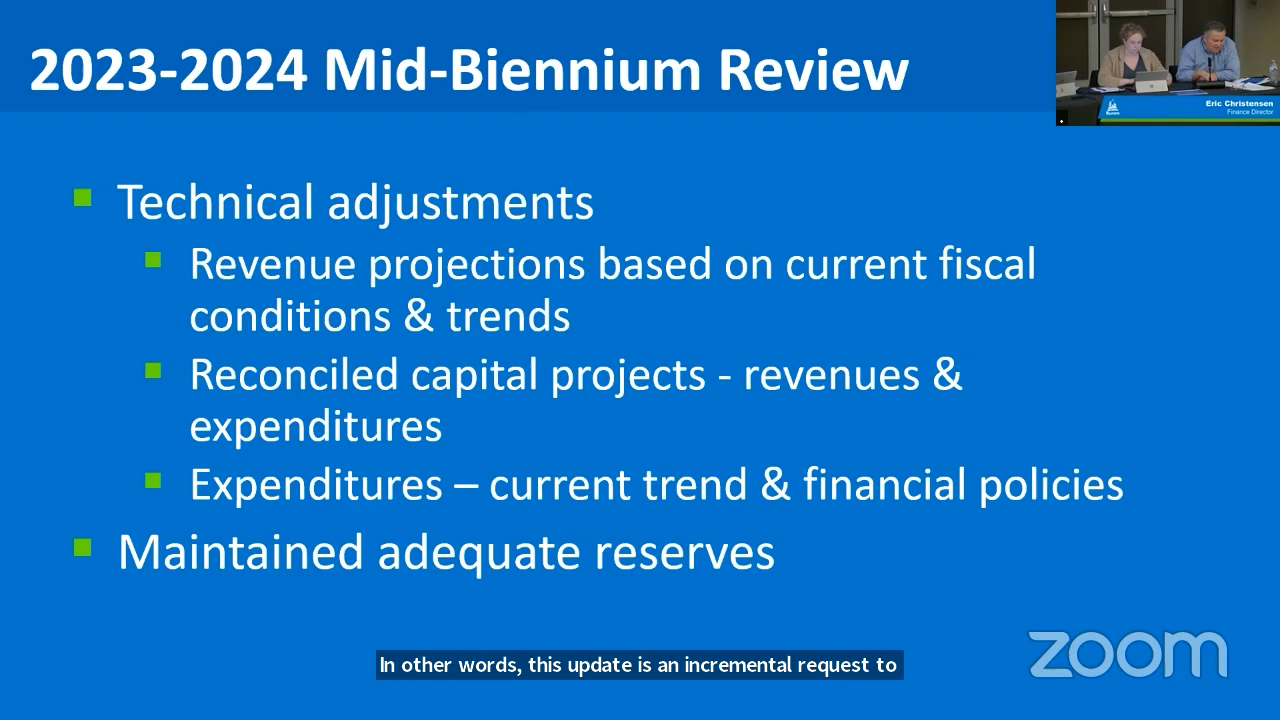 2023-2024 Mid-Biennium Review
Eric Christensen
Finance Director
Burien
Technical adjustments
Revenue projections based on current fiscal
conditions & trends
Reconciled capital projects - revenues &
expenditures
Expenditures – current trend & financial policies
Maintained adequate reserves
In other words, this update is an incremental request to
zoom